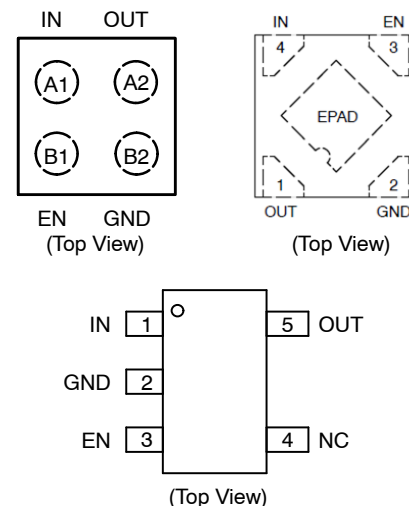 IN OUT
A1 A2
B1 B2
EN GND
(Top View)
IN EN
4 3
EPAD
1 2
OUT GND
(Top View)
IN 1 5 OUT
GND 2
EN 3 4 NC
(Top View)